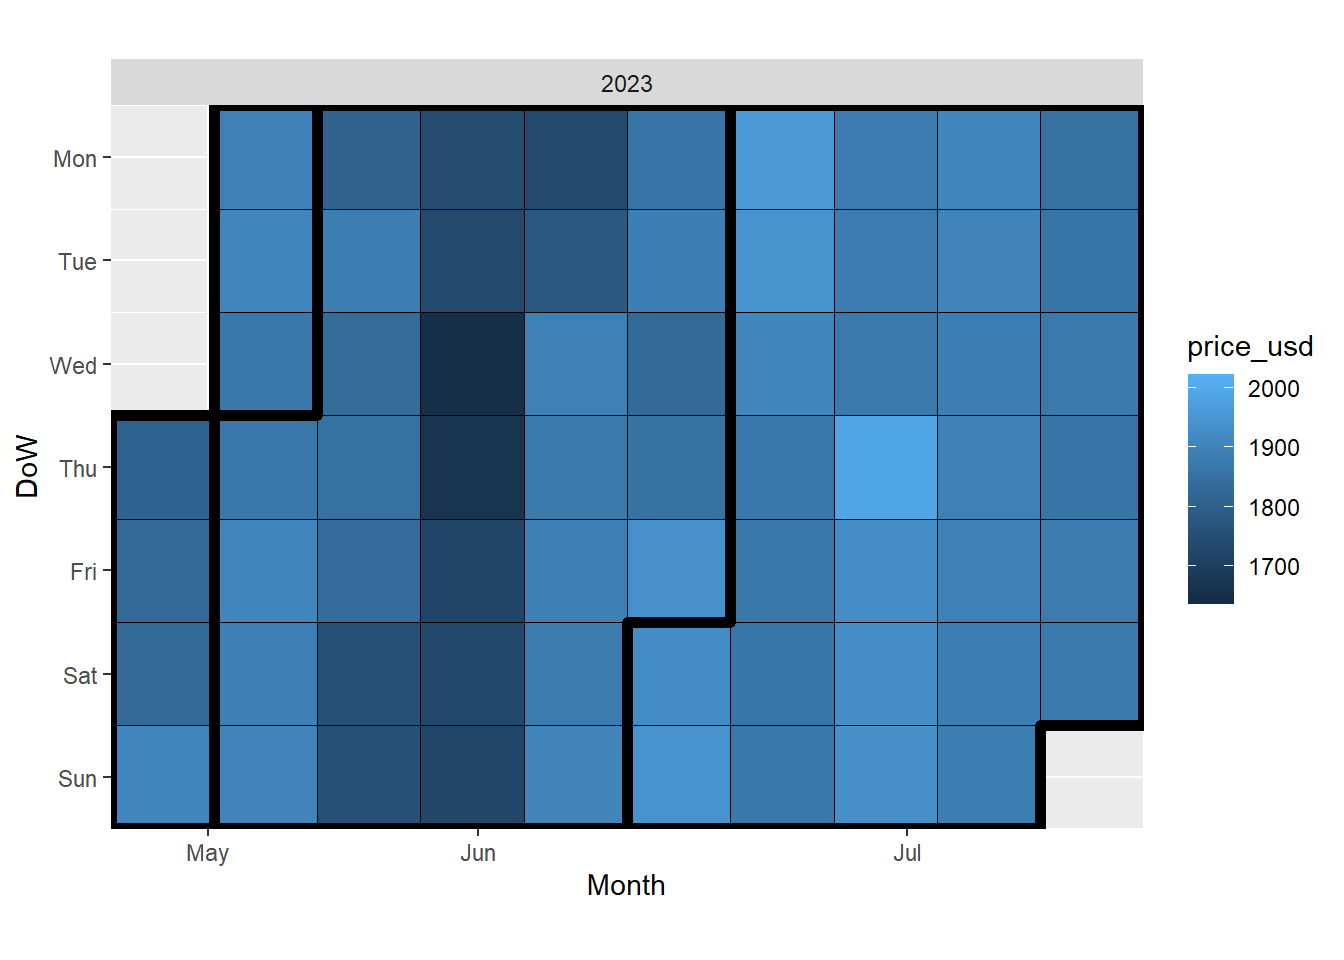 2023
Mon
Tue
Wed
Thu
Fri
Sat
Sun
DoW
May Jun Jul
Month
price_usd
2000
1900
1800
1700